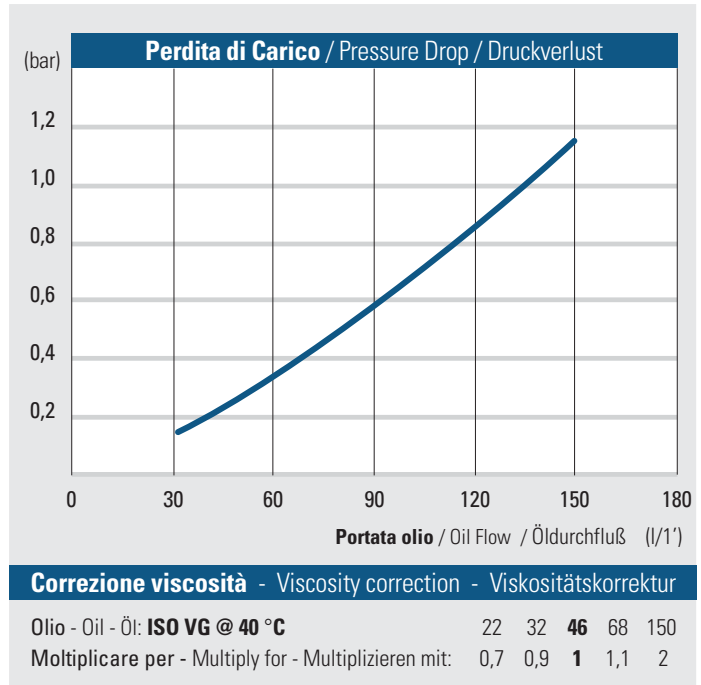 Perdita di Carico / Pressure Drop / Druckverlust
(bar)
1,2
1,0
0,8
0,6
0,4
0,2
0 30 60 90 120 150 180
Portata olio / Oil Flow / Öldurchfluß (l/1')
Correzione viscosità - Viscosity correction - Viskositätskorrektur
Olio - Oil - Öl: ISO VG @ 40 °C 22 32 46 68 150
Moltiplicare per - Multiply for - Multiplizieren mit: 0,7 0,9 1 1,1 2